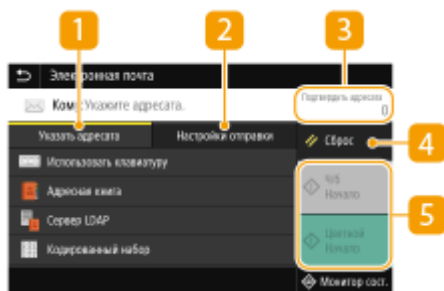 1
2
3
Электронная почта
Кому: Укажите адресата.
Подтвердить адресата
0
Указать адресата
Настройки отправки
Сброс
4
Использовать клавиатуру
Адресная книга
Ч/Б
Начало
5
Сервер LDAP
Цветной
Начало
Кодированный набор
Монитор сост.